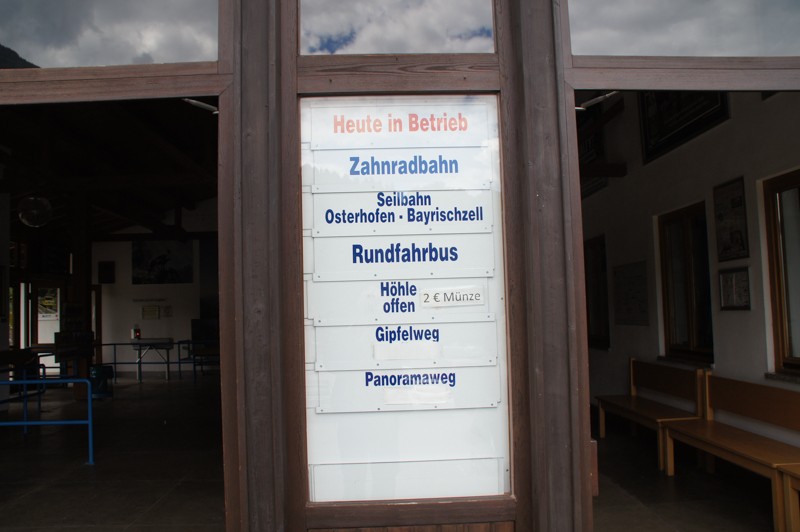 Heute in Betrieb
Zahnradbahn
Seilbahn
Osterhofen - Bayrischzell
Rundfahrbus
Höhle
offen 2 € Münze
Gipfelweg
Panoramaweg